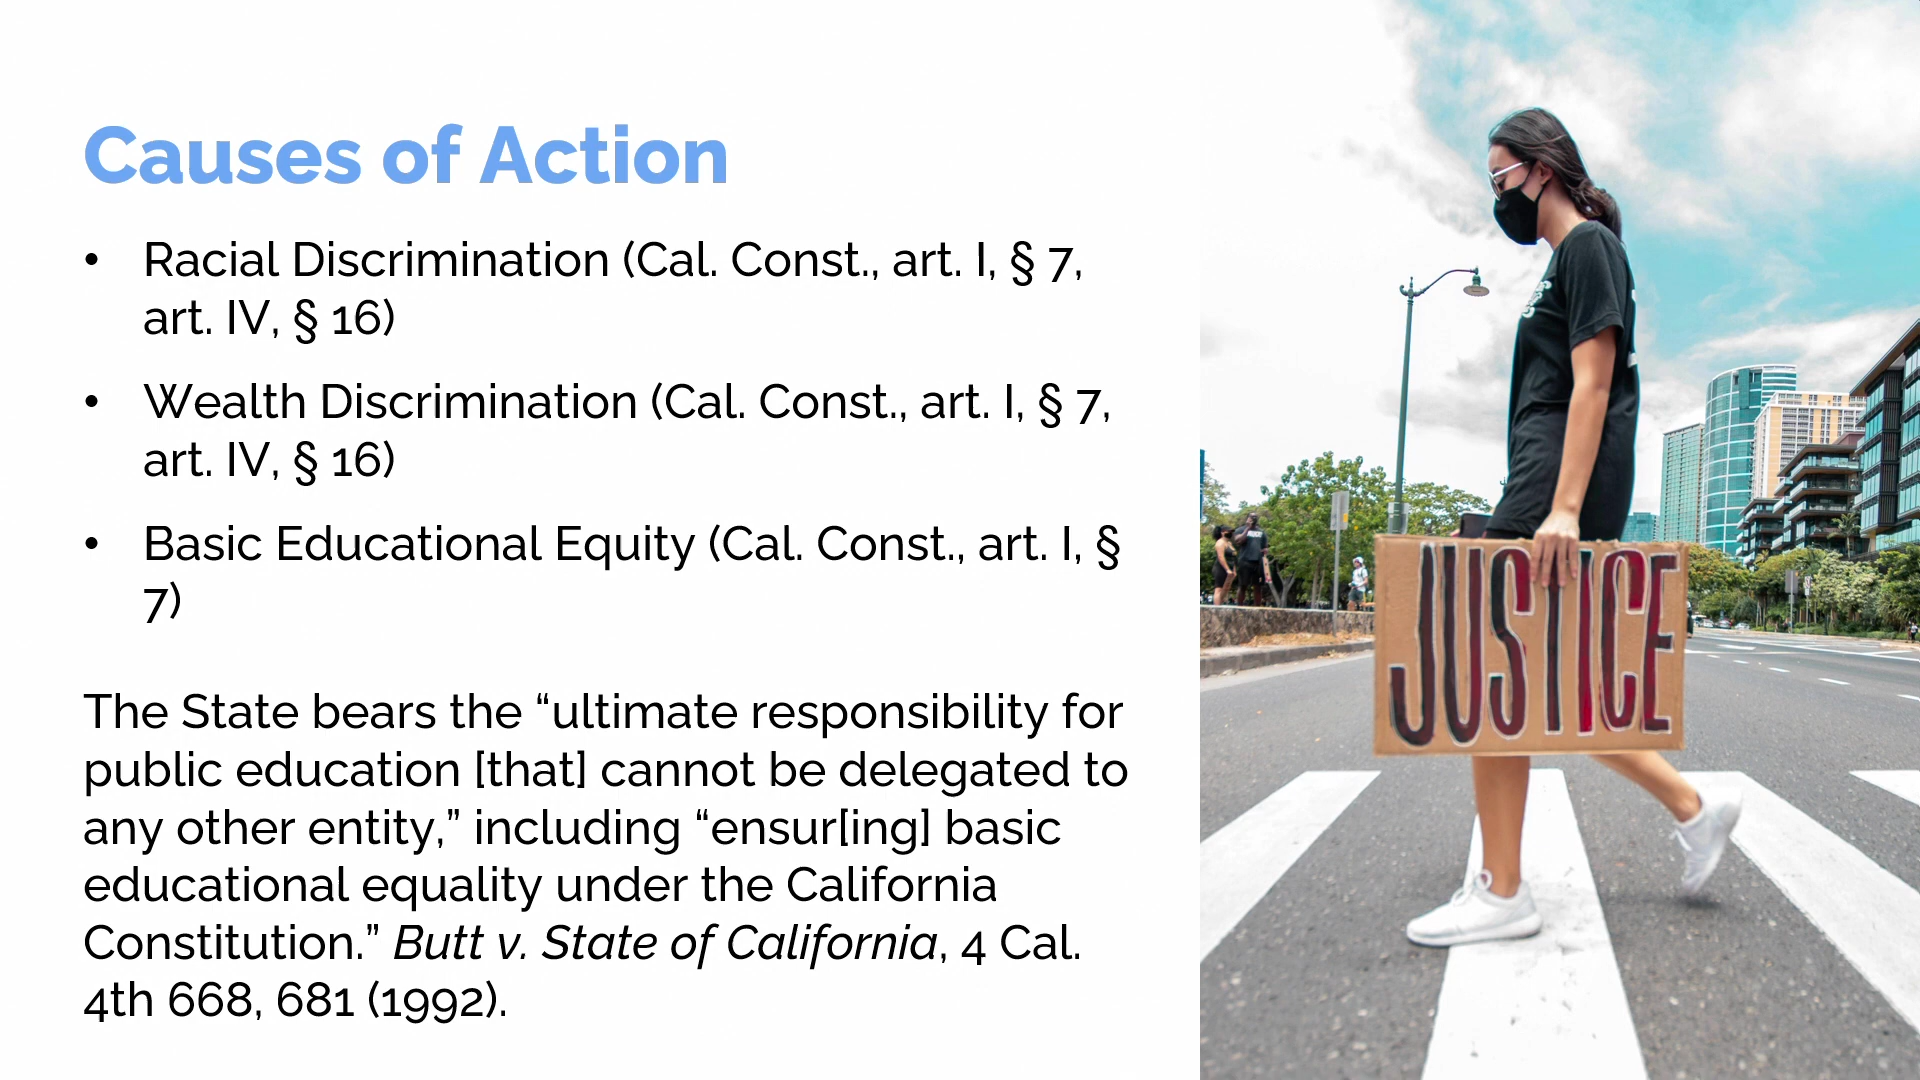 Causes of Action
• Racial Discrimination (Cal. Const., art. I, § 7,
art. IV, § 16)
• Wealth Discrimination (Cal. Const., art. I, § 7,
art. IV, § 16)
• Basic Educational Equity (Cal. Const., art. I, §
7)
The State bears the “ultimate responsibility for
public education [that] cannot be delegated to
any other entity,” including “ensur[ing] basic
educational equality under the California
Constitution.” Butt v. State of California, 4 Cal.
4th 668, 681 (1992).
JUSTICE